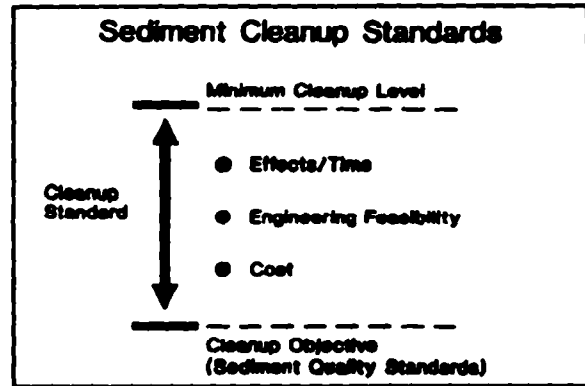 Sediment Cleanup Standards
Minimum Cleanup Level
Effects/Time
Cleanup
Standard
Engineering Feasibility
Cost
Cleanup Objective
(Sediment Quality Standards)